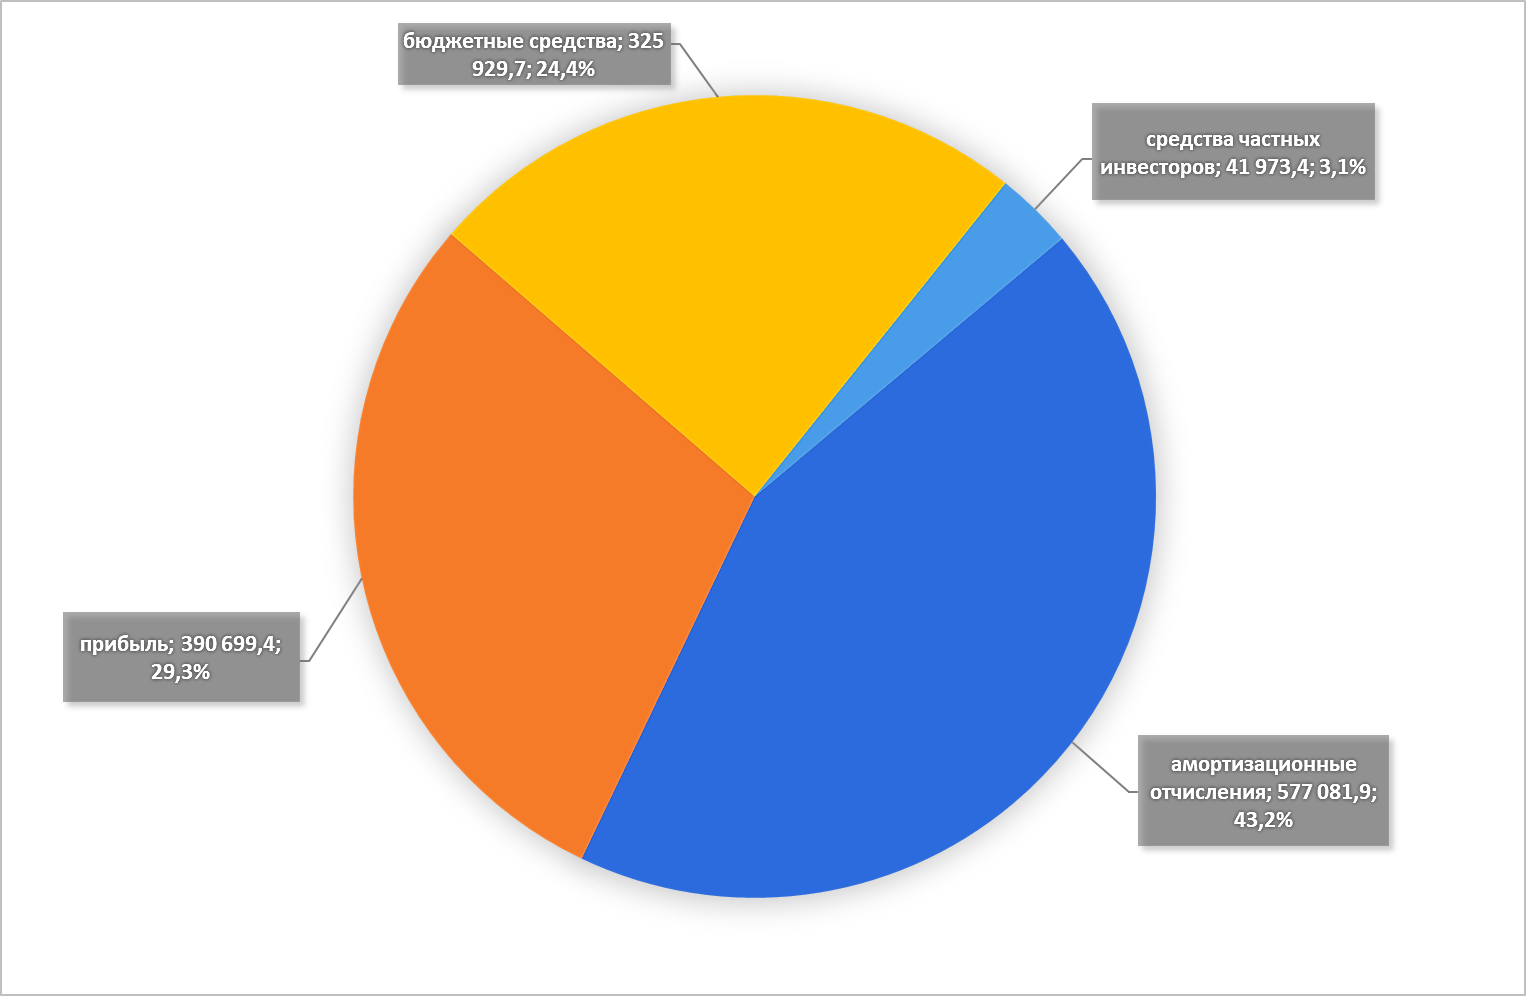 бюджетные средства; 325
929,7; 24,4%
средства частных
инвесторов; 41 973,4; 3,1%
прибыль; 390 699,4;
29,3%
амортизационные
отчисления; 577 081,9;
43,2%